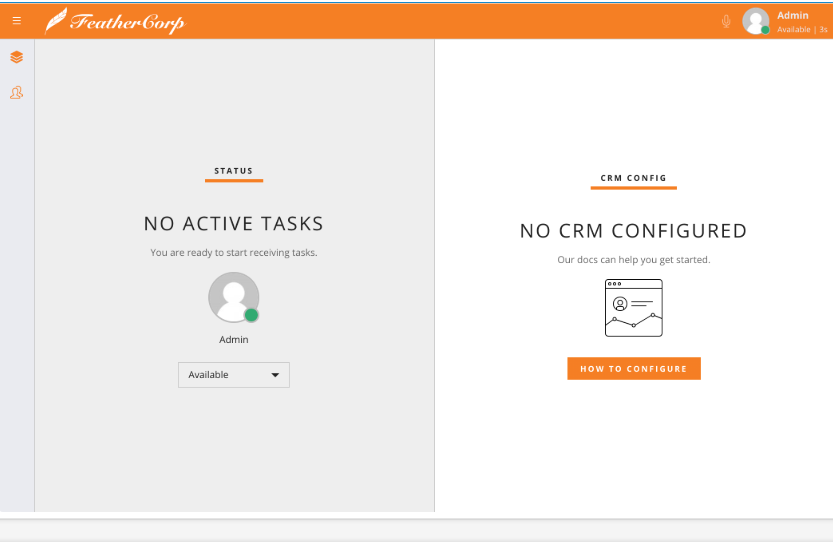 FeatherCorp
Admin
Available | 3s
STATUS
NO ACTIVE TASKS
You are ready to start receiving tasks.
Admin
Available
CRM CONFIG
NO CRM CONFIGURED
Our docs can help you get started.
HOW TO CONFIGURE